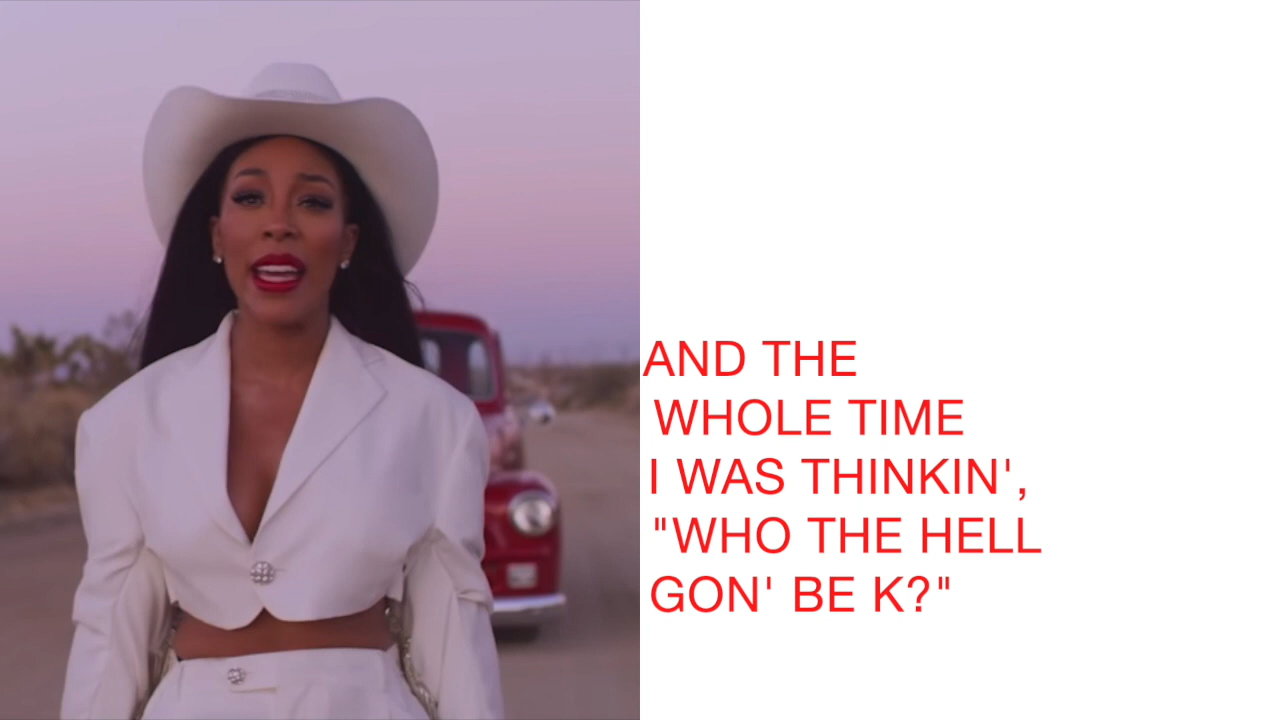 AND THE
WHOLE TIME
I WAS THINKIN',
"WHO THE HELL
GON' BE K?"